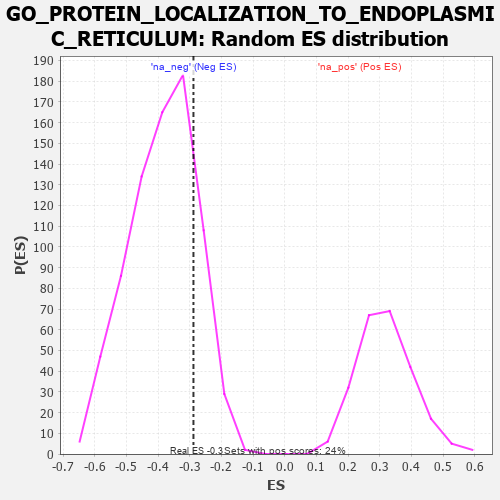 GO_PROTEIN_LOCALIZATION_TO_ENDOPLASMI
C_RETICULUM: Random ES distribution
'na_neg' (Neg ES) 'na_pos' (Pos ES)
190
180
170
160
150
140
130
120
110
100
90
80
70
60
50
40
30
20
10
0
P(ES)
Real ES -0.3 Sets with pos scores: 24%
-0.7 -0.6 -0.5 -0.4 -0.3 -0.2 -0.1 0.0 0.1 0.2 0.3 0.4 0.5 0.6
ES